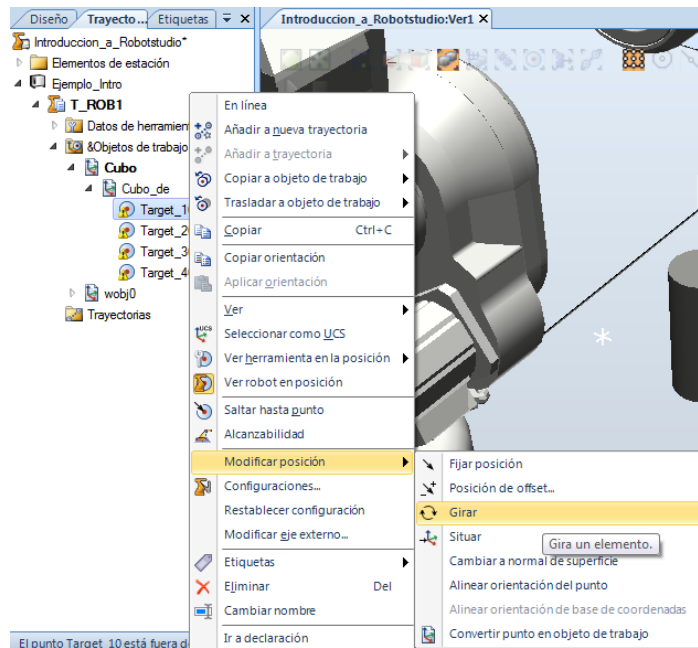 Diseño Trayecto... Etiquetas
Introduccion_a_Robotstudio:Ver1
Introduccion_a_Robotstudio*
Elementos de estación
Ejemplo_Intro
T_ROB1
Datos de herramien
&Objetos de trabajo
Cubo
Cubo_de
Target_1
Target_2
Target_3
Target_4
wobj0
Trayectorias
El punto Target_10 está fuera d
En línea
Añadir a nueva trayectoria
Añadir a trayectoria
Copiar a objeto de trabajo
Trasladar a objeto de trabajo
Copiar Ctrl+C
Copiar orientación
Aplicar orientación
Ver
UCS
Seleccionar como UCS
Ver herramienta en la posición
Ver robot en posición
Saltar hasta punto
Alcanzabilidad
Modificar posición
Configuraciones...
Restablecer configuración
Modificar eje externo...
Etiquetas
Eliminar Del
Cambiar nombre
Ir a declaración
Fijar posición
Posición de offset...
Girar
Situar
Gira un elemento.
Cambiar a normal de superficie
Alinear orientación del punto
Alinear orientación de base de coordenadas
Convertir punto en objeto de trabajo